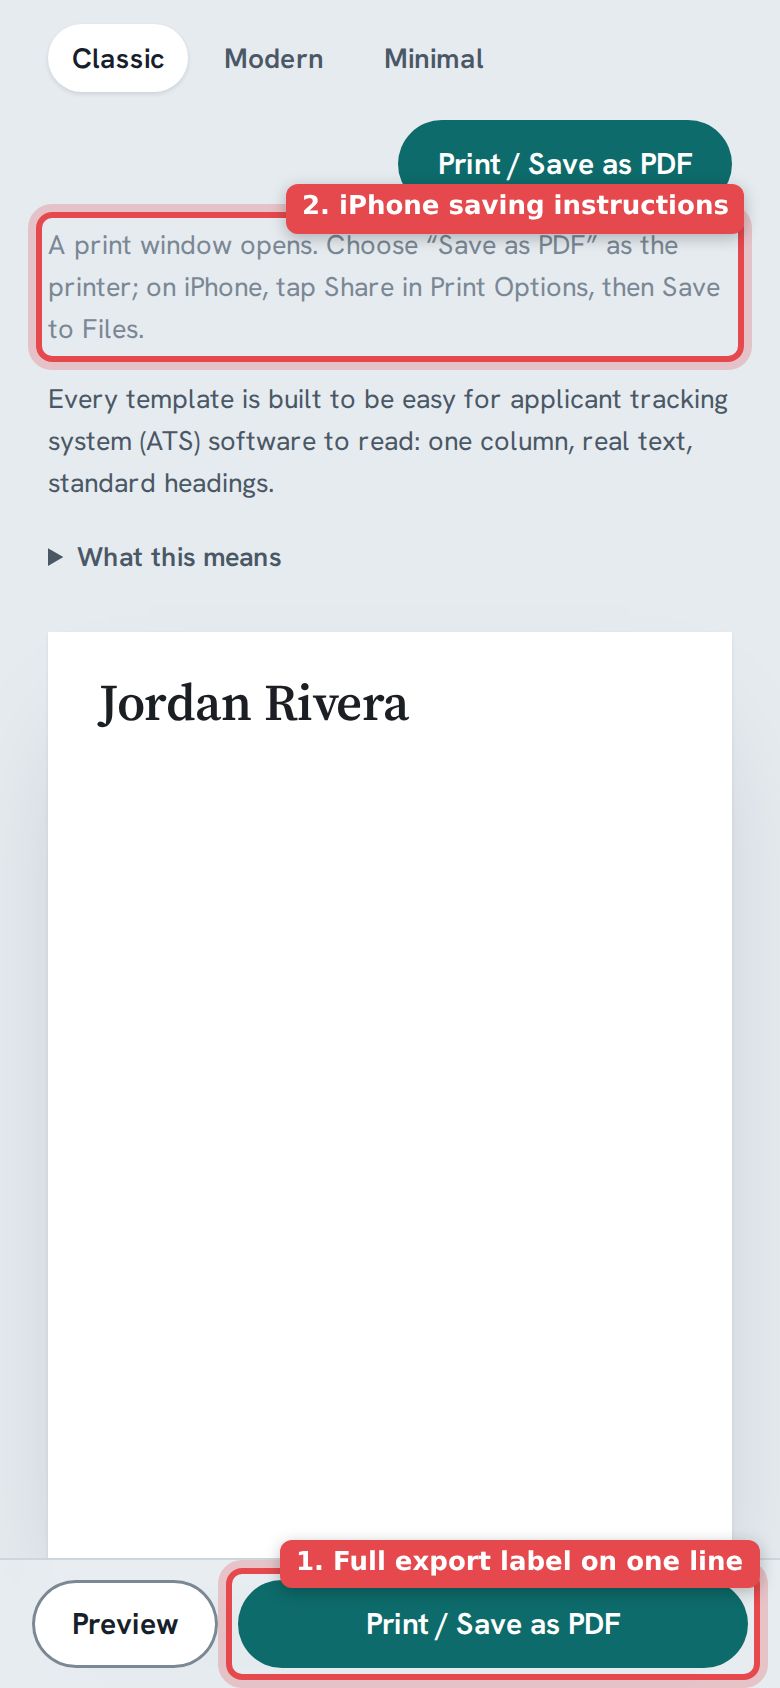 Classic Modern Minimal
Print / Save as PDF
2. iPhone saving instructions
A print window opens. Choose “Save as PDF” as the
printer; on iPhone, tap Share in Print Options, then Save
to Files.
Every template is built to be easy for applicant tracking
system (ATS) software to read: one column, real text,
standard headings.
▶ What this means
Jordan Rivera
1. Full export label on one line
Preview Print / Save as PDF